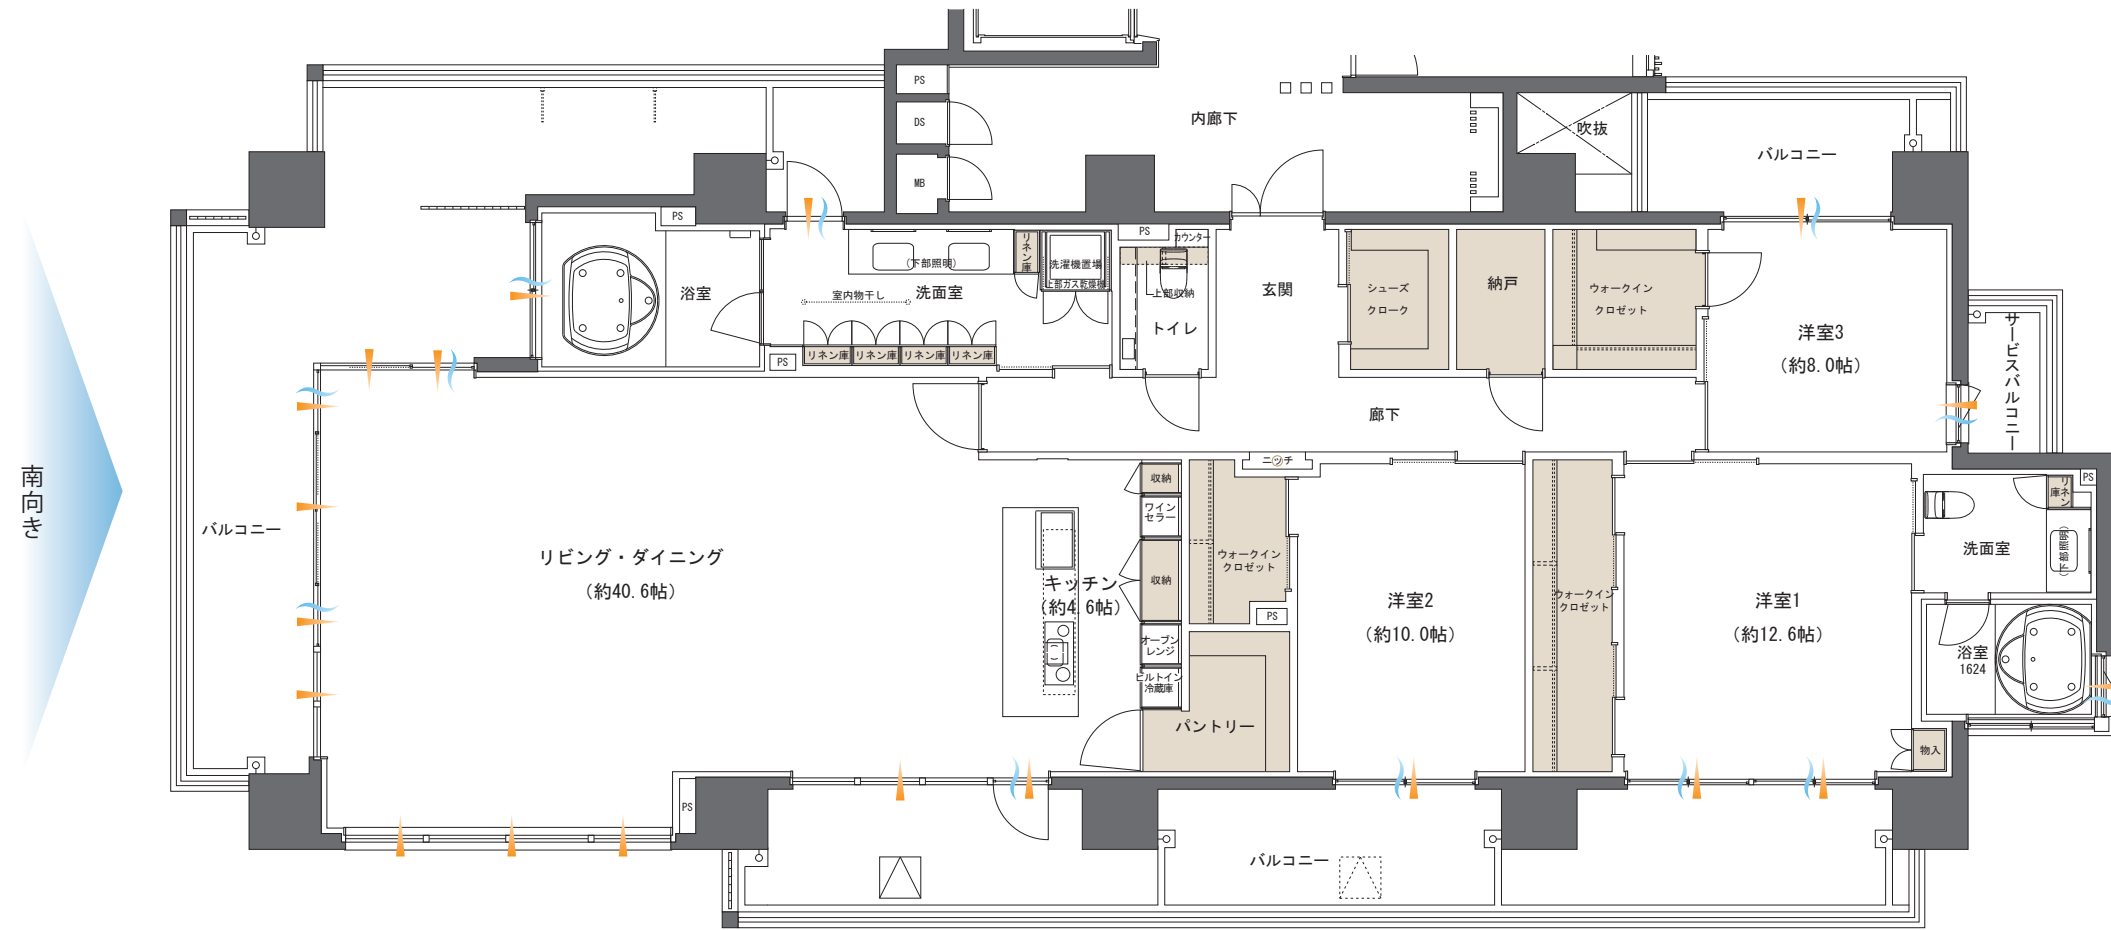 南向き
PS
DS
MB
内廊下
吹抜
バルコニー
PS
浴室
(下部照明)
リネン庫
洗濯機置場
上部ガス乾燥機
室内物干し
洗面室
PS
リネン庫
リネン庫
リネン庫
リネン庫
PS
カウンター
上部収納
トイレ
玄関
シューズ
クローク
納戸
ウォークイン
クロゼット
洋室3
(約8.0帖)
サービスバルコニー
廊下
ニッチ
バルコニー
リビング・ダイニング
(約40.6帖)
キッチン
(約4.6帖)
収納
ワイン
セラー
収納
オーブン
レンジ
ビルトイン
冷蔵庫
ウォークイン
クロゼット
PS
パントリー
洋室2
(約10.0帖)
ウォークイン
クロゼット
洋室1
(約12.6帖)
リネン庫
PS
洗面室
(下部照明)
浴室
1624
物入
PS
バルコニー